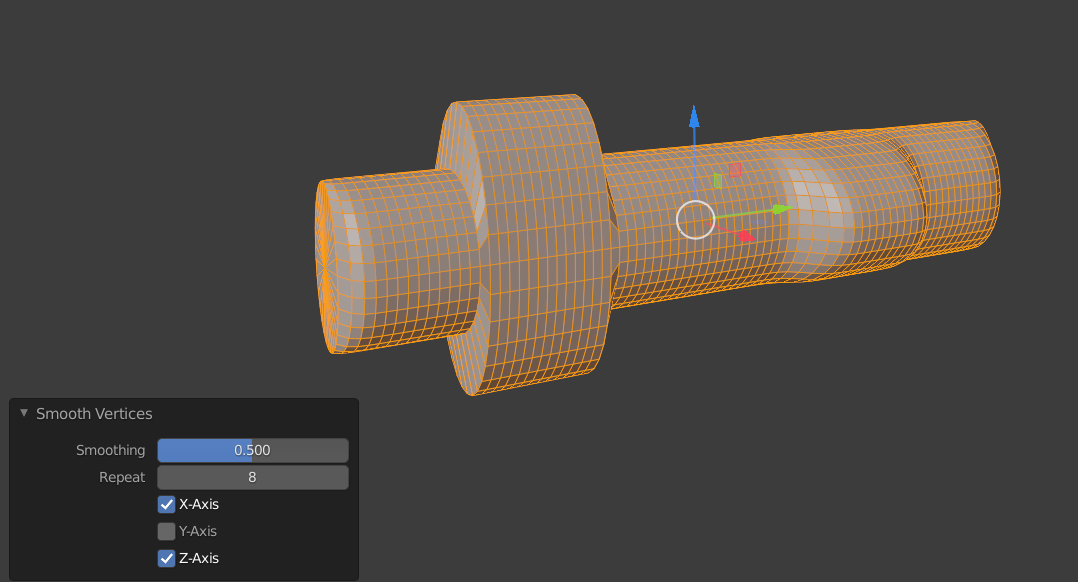 Smooth Vertices
Smoothing 0.500
Repeat 8
X-Axis
Y-Axis
Z-Axis